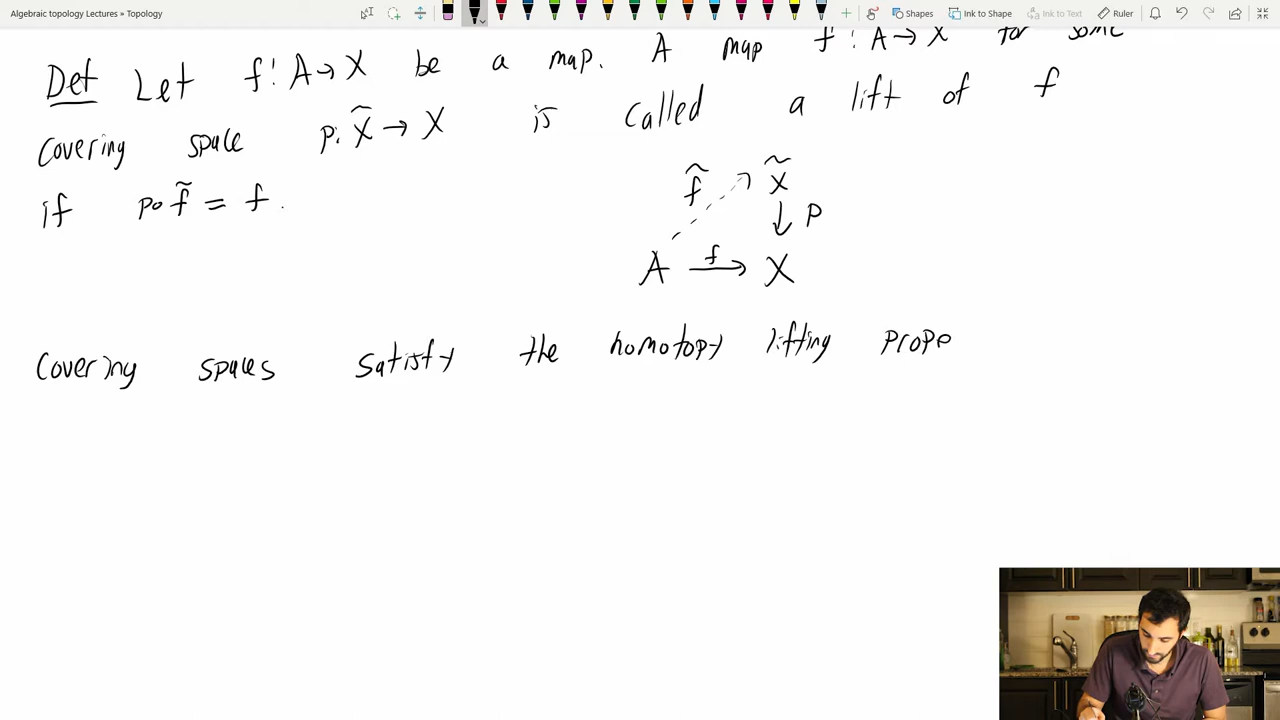 Algebraic topology Lectures » Topology
Shapes Ink to Shape Ink to Text Ruler
Def Let f: A → X be a map. A map f: A → X for some
covering space p: X̃ → X is called a lift of f
if p∘f̃ = f.
f̃ X̃
p
A f X
Covering spaces satisfy the homotopy lifting prope